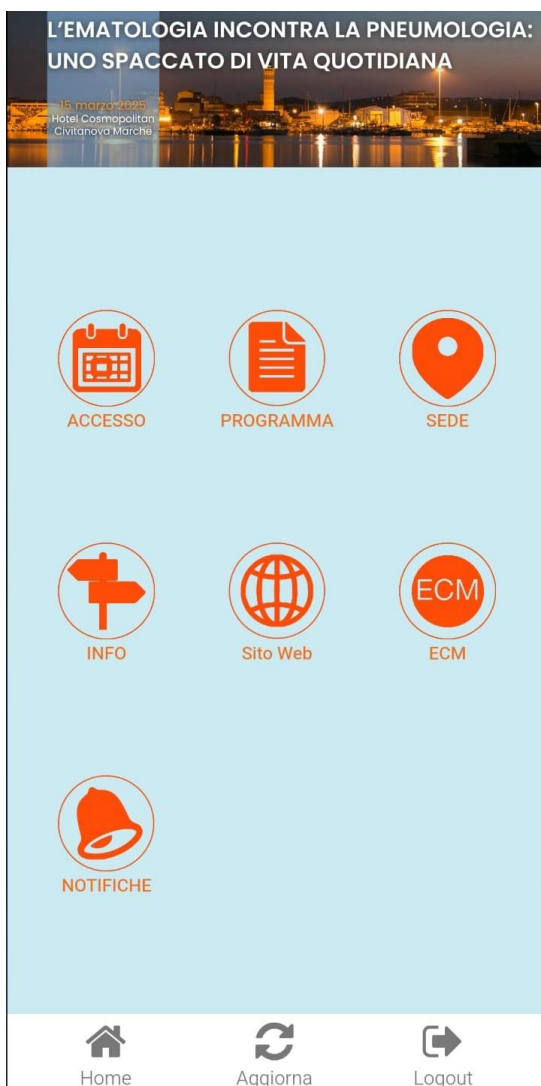 L'EMATOLOGIA INCONTRA LA PNEUMOLOGIA:
UNO SPACCATO DI VITA QUOTIDIANA
15 marzo 2025
Hotel Cosmopolitan
Civitanova Marche
ACCESSO
PROGRAMMA
SEDE
INFO
Sito Web
ECM
ECM
NOTIFICHE
Home
Aggiorna
Logout